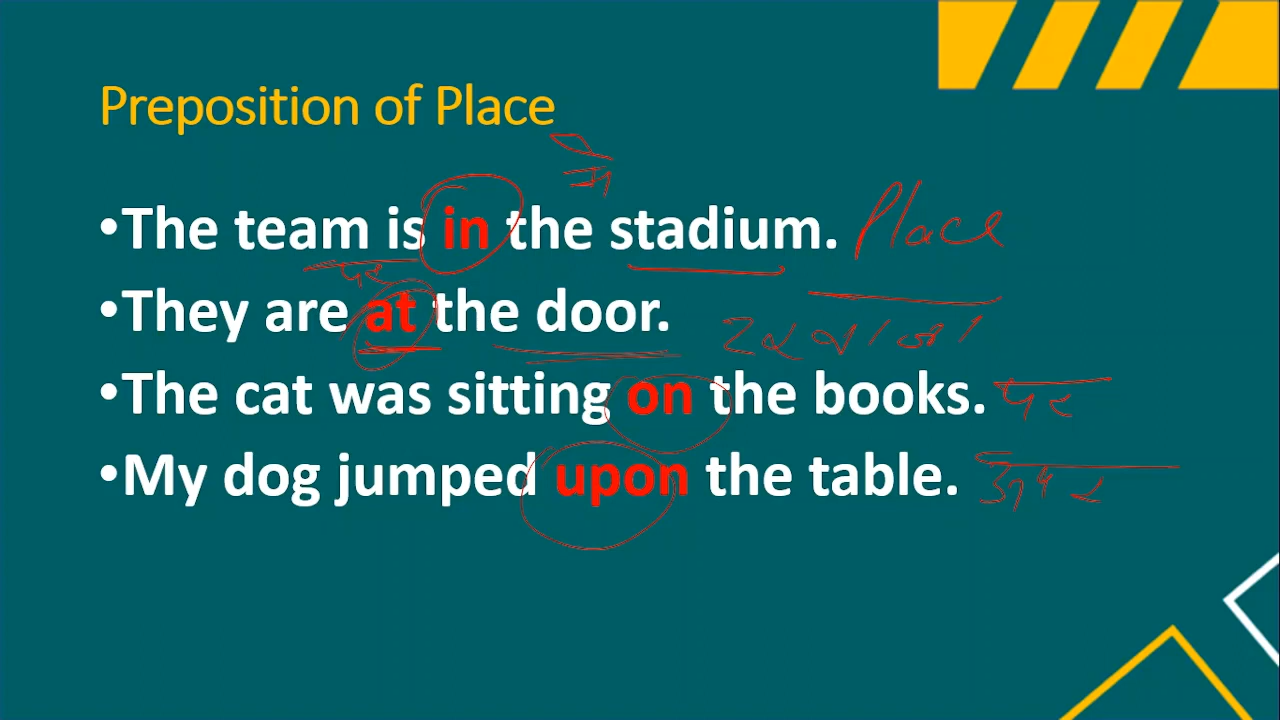 Preposition of Place
में
•The team is in the stadium. Place
पर
•They are at the door.
•The cat was sitting on the books. पर
•My dog jumped upon the table. ऊपर